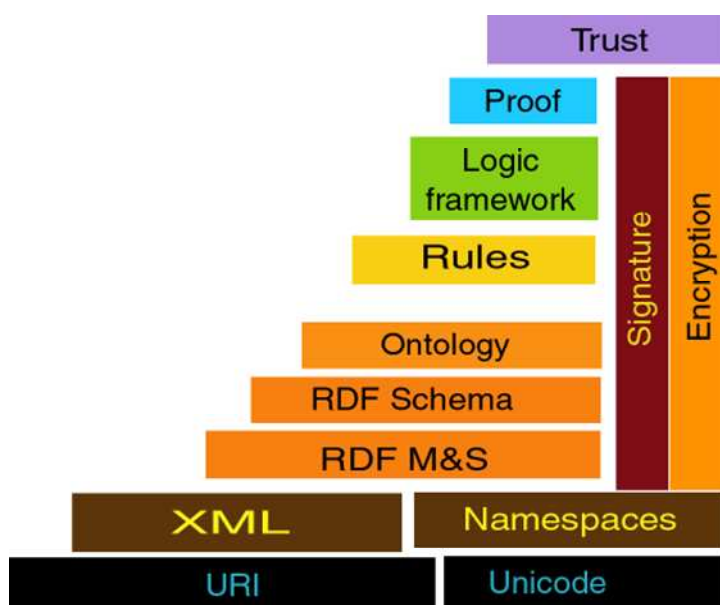 Trust
Proof
Logic
framework
Rules
Ontology
RDF Schema
RDF M&S
Signature
Encryption
XML
Namespaces
URI
Unicode